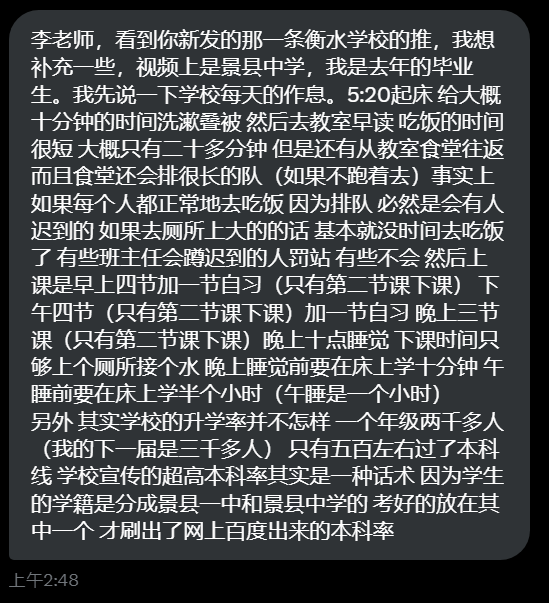 李老师，看到你新发的那一条衡水学校的推，我想
补充一些，视频上是景县中学，我是去年的毕业
生。我先说一下学校每天的作息。5:20起床 给大概
十分钟的时间洗漱叠被 然后去教室早读 吃饭的时间
很短 大概只有二十多分钟 但是还有从教室食堂往返
而且食堂还会排很长的队（如果不跑着去）事实上
如果每个人都正常地去吃饭 因为排队 必然是会有人
迟到的 如果去厕所上大的的话 基本就没时间去吃饭
了 有些班主任会蹲迟到的人罚站 有些不会 然后上
课是早上四节加一节自习（只有第二节课下课） 下
午四节（只有第二节课下课）加一节自习 晚上三节
课（只有第二节课下课）晚上十点睡觉 下课时间只
够上个厕所接个水 晚上睡觉前要在床上学十分钟 午
睡前要在床上学半个小时（午睡是一个小时）
另外 其实学校的升学率并不怎样 一个年级两千多人
（我的下一届是三千多人） 只有五百左右过了本科
线 学校宣传的超高本科率其实是一种话术 因为学生
的学籍是分成景县一中和景县中学的 考好的放在其
中一个 才刷出了网上百度出来的本科率
上午2:48